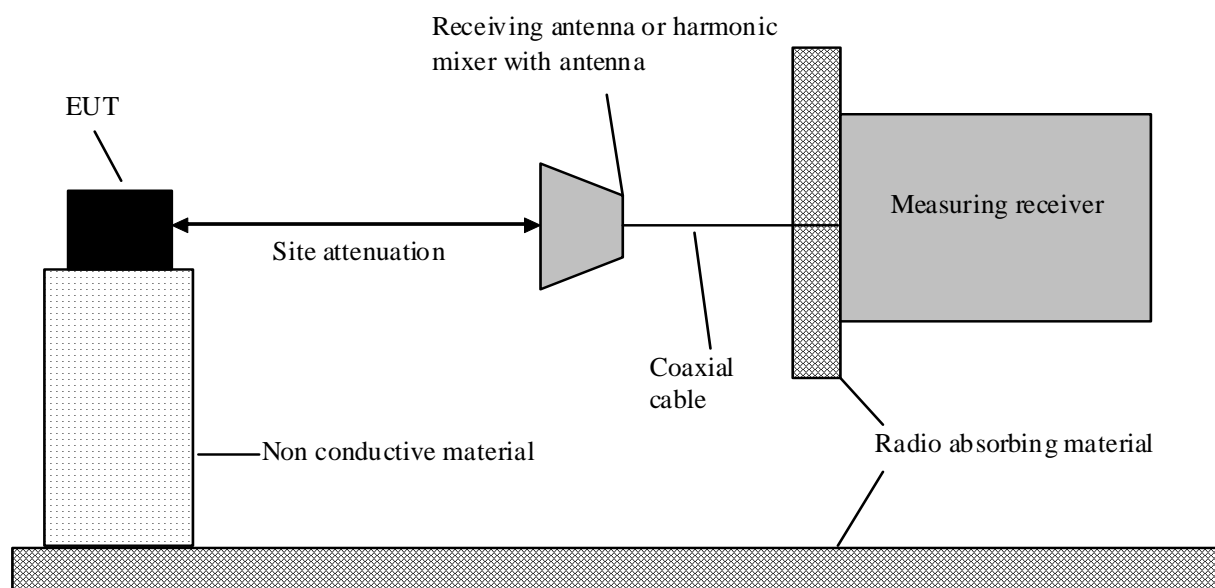 Receiving antenna or harmonic
mixer with antenna
EUT
Measuring receiver
Site attenuation
Coaxial
cable
Non conductive material
Radio absorbing material